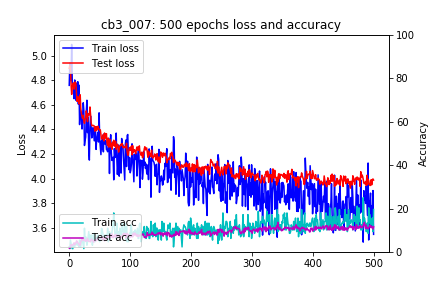 cb3_007: 500 epochs loss and accuracy
Train loss
Test loss
Train acc
Test acc
Loss
5.0
4.8
4.6
4.4
4.2
4.0
3.8
3.6
Accuracy
100
80
60
40
20
0
0 100 200 300 400 500